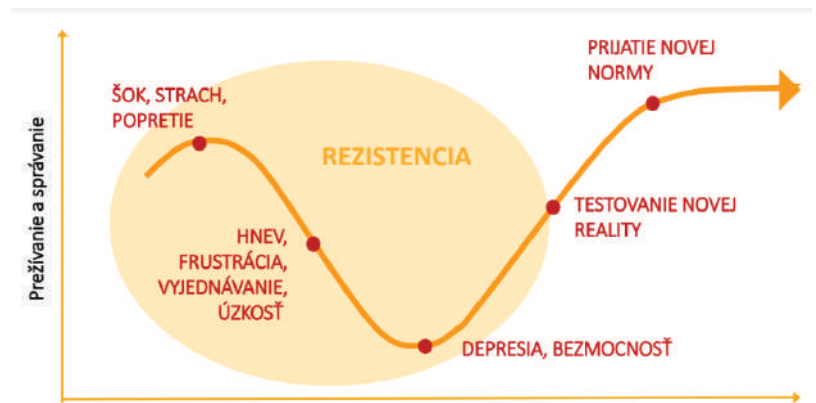 PRIJATIE NOVEJ
NORMY
ŠOK, STRACH,
POPRETIE
REZISTENCIA
Prežívanie a správanie
TESTOVANIE NOVEJ
REALITY
HNEV,
FRUSTRÁCIA,
VYJEDNÁVANIE,
ÚZKOSŤ
DEPRESIA, BEZMOCNOSŤ